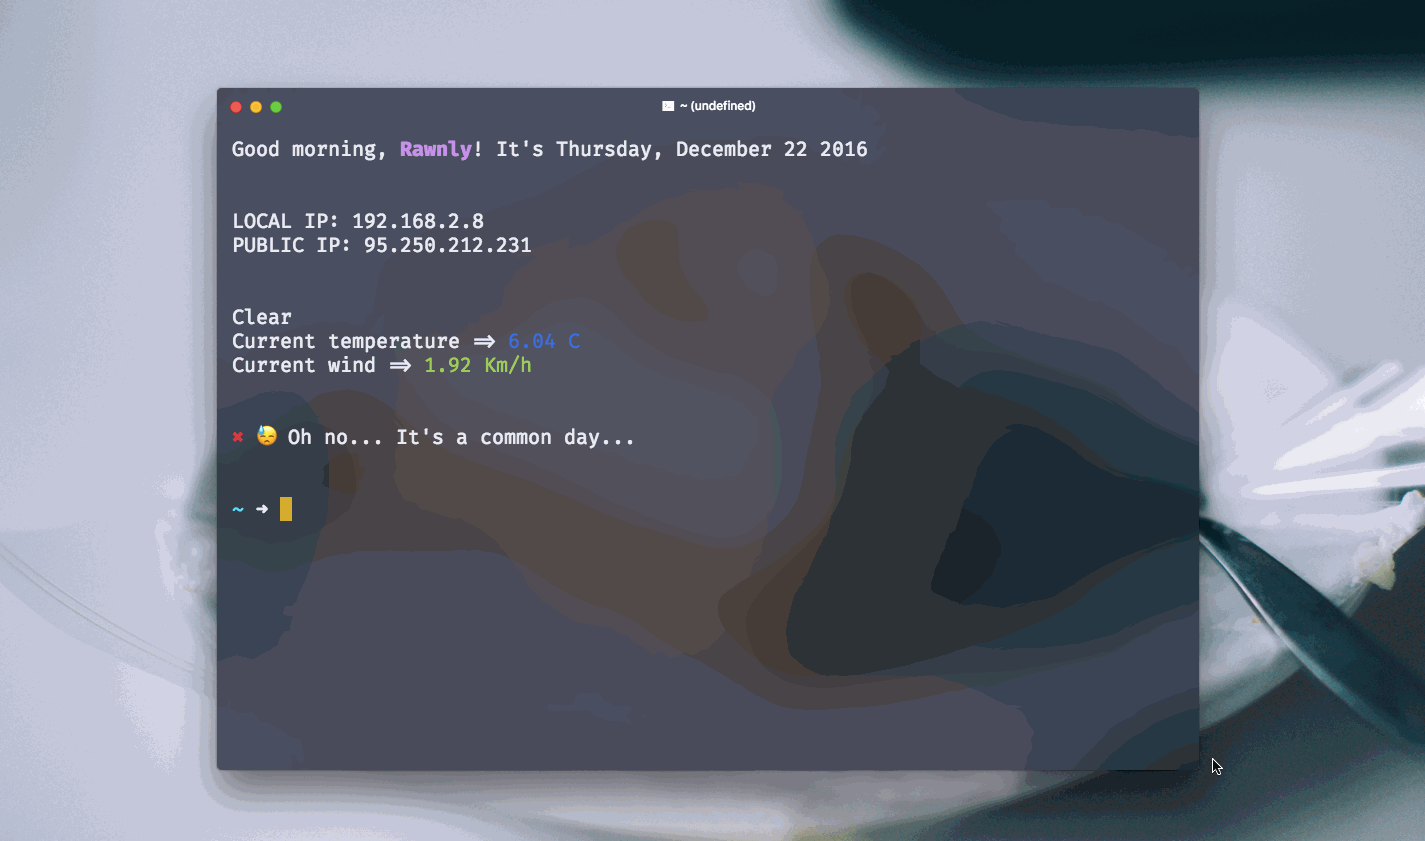 ~ (undefined)
Good morning, Rawnly! It's Thursday, December 22 2016
LOCAL IP: 192.168.2.8
PUBLIC IP: 95.250.212.231
Clear
Current temperature => 6.04 C
Current wind => 1.92 Km/h
✖ 😓 Oh no... It's a common day...
~ ➜